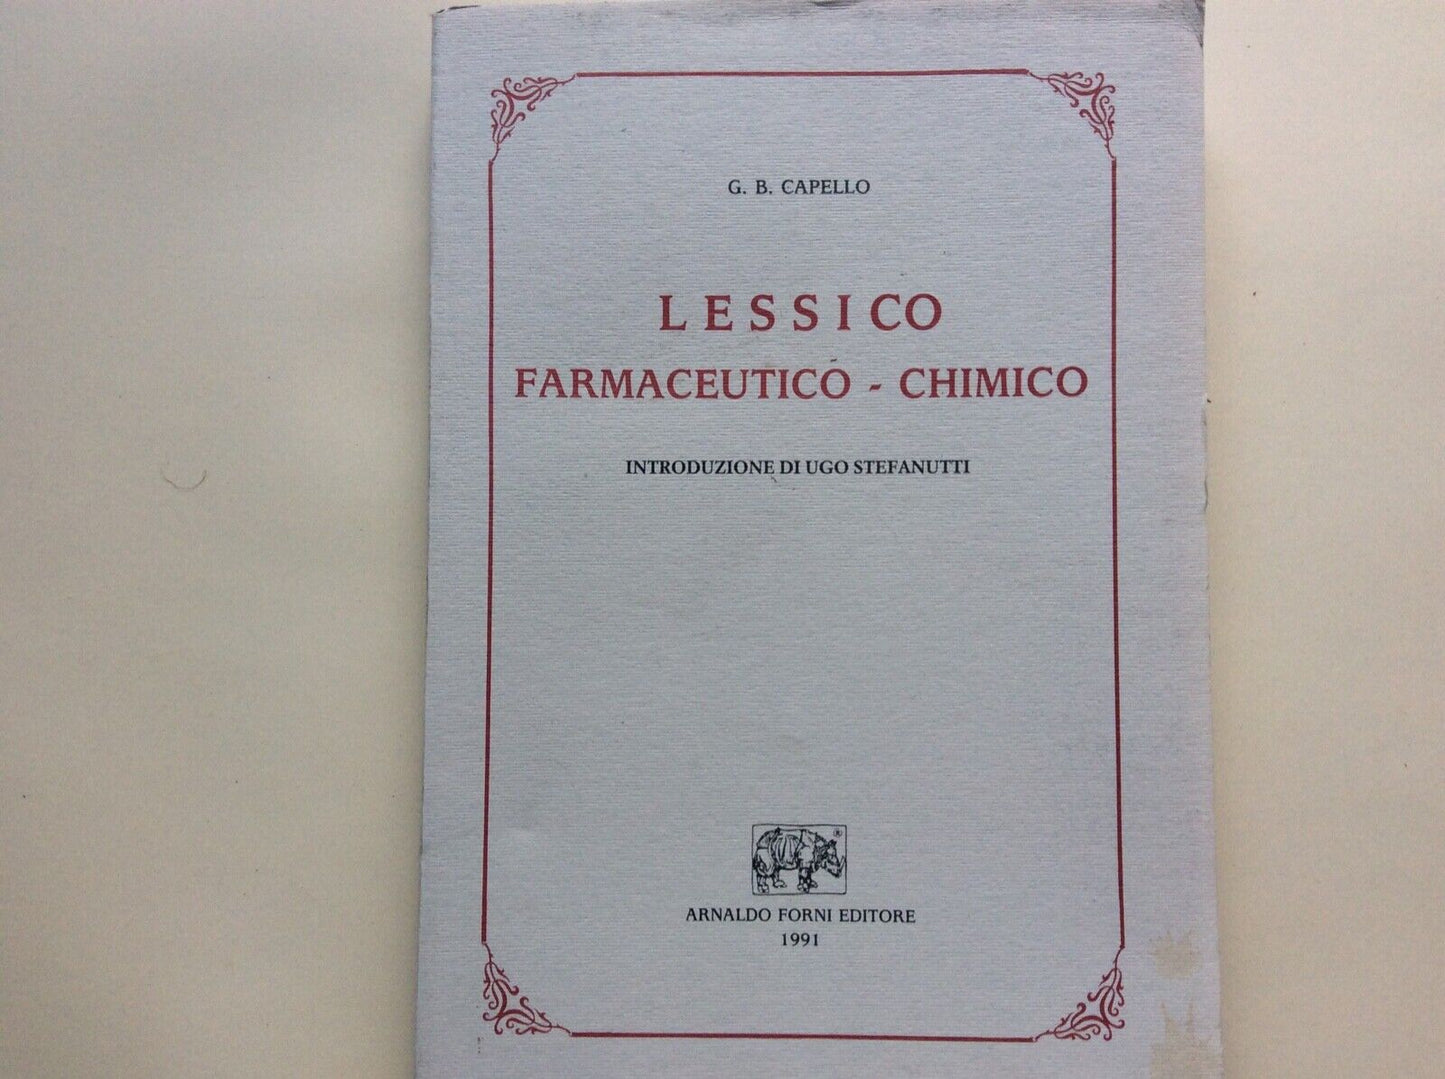 G. B. CAPELLO
LESSICO
FARMACEUTICO - CHIMICO
INTRODUZIONE DI UGO STEFANUTTI
®
ARNALDO FORNI EDITORE
1991